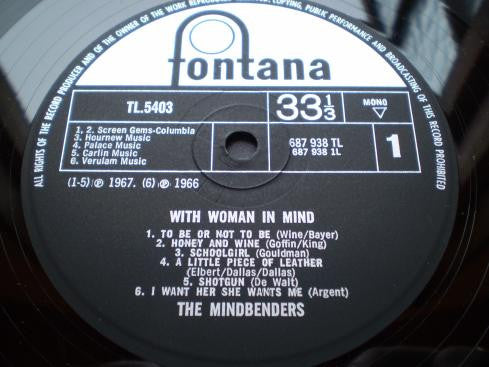 ALL RIGHTS OF THE RECORD PRODUCER AND OF THE OWNER OF THE WORK REPRODUCED COPYING, PUBLIC PERFORMANCE AND BROADCASTING OF THIS RECORD PROHIBITED
fontana
TL.5403
33⅓
MONO
1, 2. Screen Gems-Columbia
3. Hournew Music
4. Palace Music
5. Carlin Music
6. Verulam Music
687 938 TL
687 938 1L
1
(1-5) ℗ 1967. (6) ℗ 1966
WITH WOMAN IN MIND
1. TO BE OR NOT TO BE (Wine/Bayer)
2. HONEY AND WINE (Goffin/King)
3. SCHOOLGIRL (Gouldman)
4. A LITTLE PIECE OF LEATHER
(Elbert/Dallas/Dallas)
5. SHOTGUN (De Walt)
6. I WANT HER SHE WANTS ME (Argent)
THE MINDBENDERS